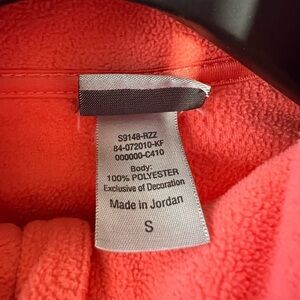 S9148-RZZ
84-072010-KF
000000-C410
Body:
100% POLYESTER
Exclusive of Decoration
Made in Jordan
S